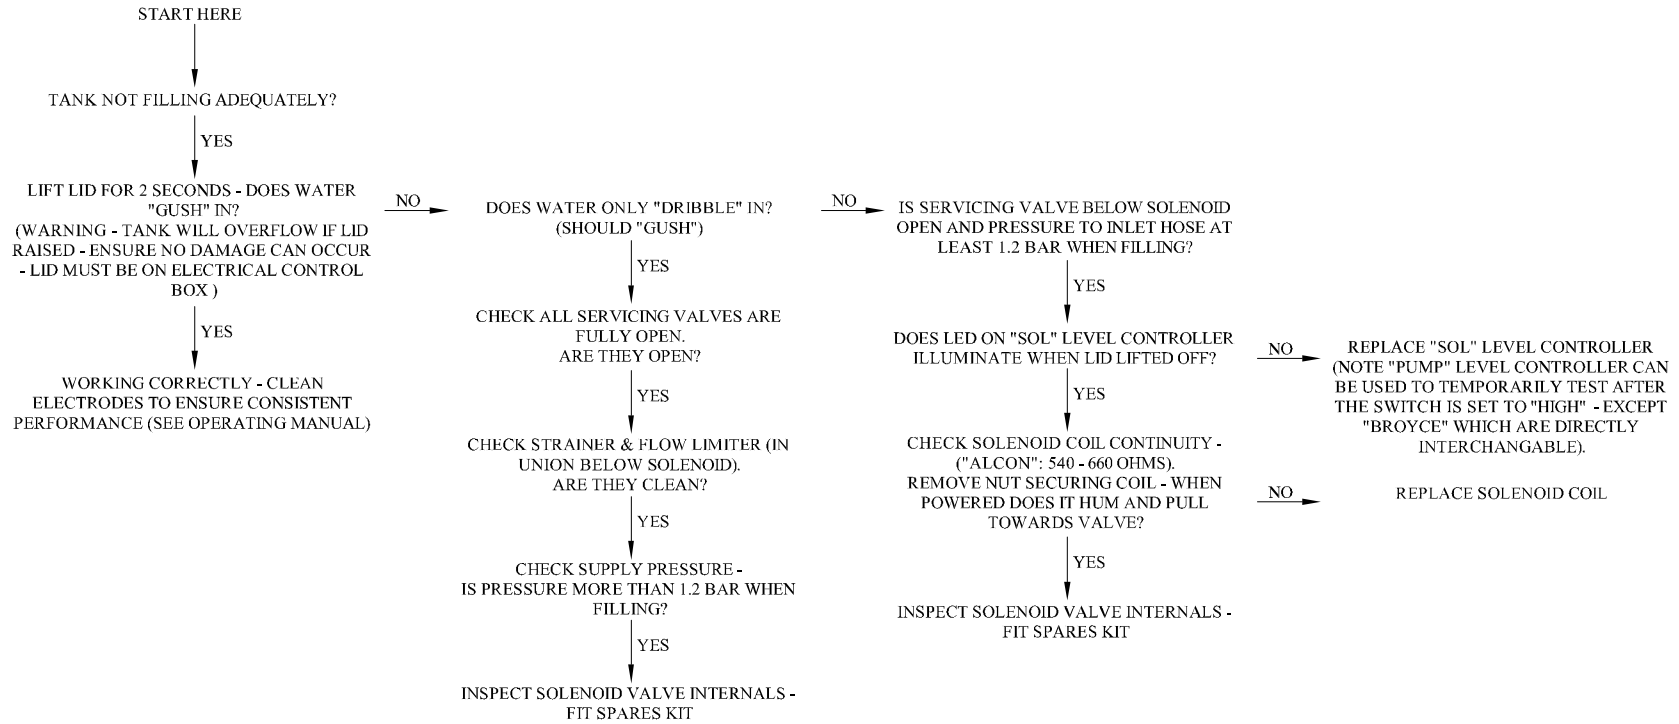 START HERE
TANK NOT FILLING ADEQUATELY?
YES
LIFT LID FOR 2 SECONDS - DOES WATER
"GUSH" IN?
(WARNING - TANK WILL OVERFLOW IF LID
RAISED - ENSURE NO DAMAGE CAN OCCUR
- LID MUST BE ON ELECTRICAL CONTROL
BOX )
YES
WORKING CORRECTLY - CLEAN
ELECTRODES TO ENSURE CONSISTENT
PERFORMANCE (SEE OPERATING MANUAL)
NO
DOES WATER ONLY "DRIBBLE" IN?
(SHOULD "GUSH")
YES
CHECK ALL SERVICING VALVES ARE
FULLY OPEN.
ARE THEY OPEN?
YES
CHECK STRAINER & FLOW LIMITER (IN
UNION BELOW SOLENOID).
ARE THEY CLEAN?
YES
CHECK SUPPLY PRESSURE -
IS PRESSURE MORE THAN 1.2 BAR WHEN
FILLING?
YES
INSPECT SOLENOID VALVE INTERNALS -
FIT SPARES KIT
NO
IS SERVICING VALVE BELOW SOLENOID
OPEN AND PRESSURE TO INLET HOSE AT
LEAST 1.2 BAR WHEN FILLING?
YES
DOES LED ON "SOL" LEVEL CONTROLLER
ILLUMINATE WHEN LID LIFTED OFF?
NO
REPLACE "SOL" LEVEL CONTROLLER
(NOTE "PUMP" LEVEL CONTROLLER CAN
BE USED TO TEMPORARILY TEST AFTER
THE SWITCH IS SET TO "HIGH" - EXCEPT
"BROYCE" WHICH ARE DIRECTLY
INTERCHANGABLE).
YES
CHECK SOLENOID COIL CONTINUITY -
("ALCON": 540 - 660 OHMS).
REMOVE NUT SECURING COIL - WHEN
POWERED DOES IT HUM AND PULL
TOWARDS VALVE?
NO
REPLACE SOLENOID COIL
YES
INSPECT SOLENOID VALVE INTERNALS -
FIT SPARES KIT